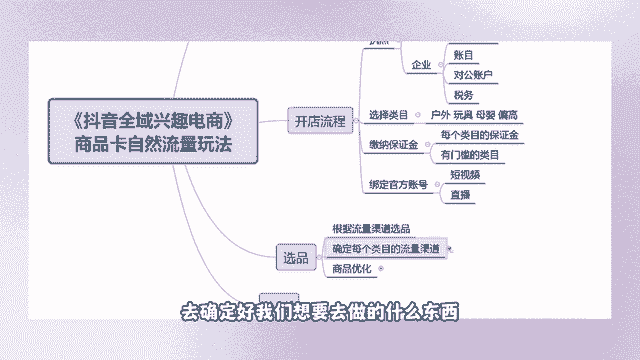 《抖音全域兴趣电商》
商品卡自然流量玩法
开店流程
企业
账目
对公账户
税务
选择类目
户外 玩具 母婴 偏高
缴纳保证金
每个类目的保证金
有门槛的类目
绑定官方账号
短视频
直播
选品
根据流量渠道选品
确定每个类目的流量渠道
商品优化
去确定好我们想要去做的什么东西